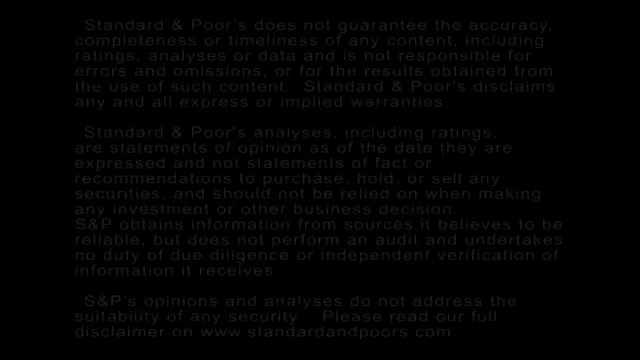 Standard & Poor's does not guarantee the accuracy,
completeness or timeliness of any content, including
ratings, analyses or data and is not responsible for
errors and omissions, or for the results obtained from
the use of such content. Standard & Poor's disclaims
any and all express or implied warranties.
Standard & Poor's analyses, including ratings,
are statements of opinion as of the date they are
expressed and not statements of fact or
recommendations to purchase, hold, or sell any
securities, and should not be relied on when making
any investment or other business decision.
S&P obtains information from sources it believes to be
reliable, but does not perform an audit and undertakes
no duty of due diligence or independent verification of
information it receives
S&P's opinions and analyses do not address the
suitability of any security Please read our full
disclaimer on www.standardandpoors.com.